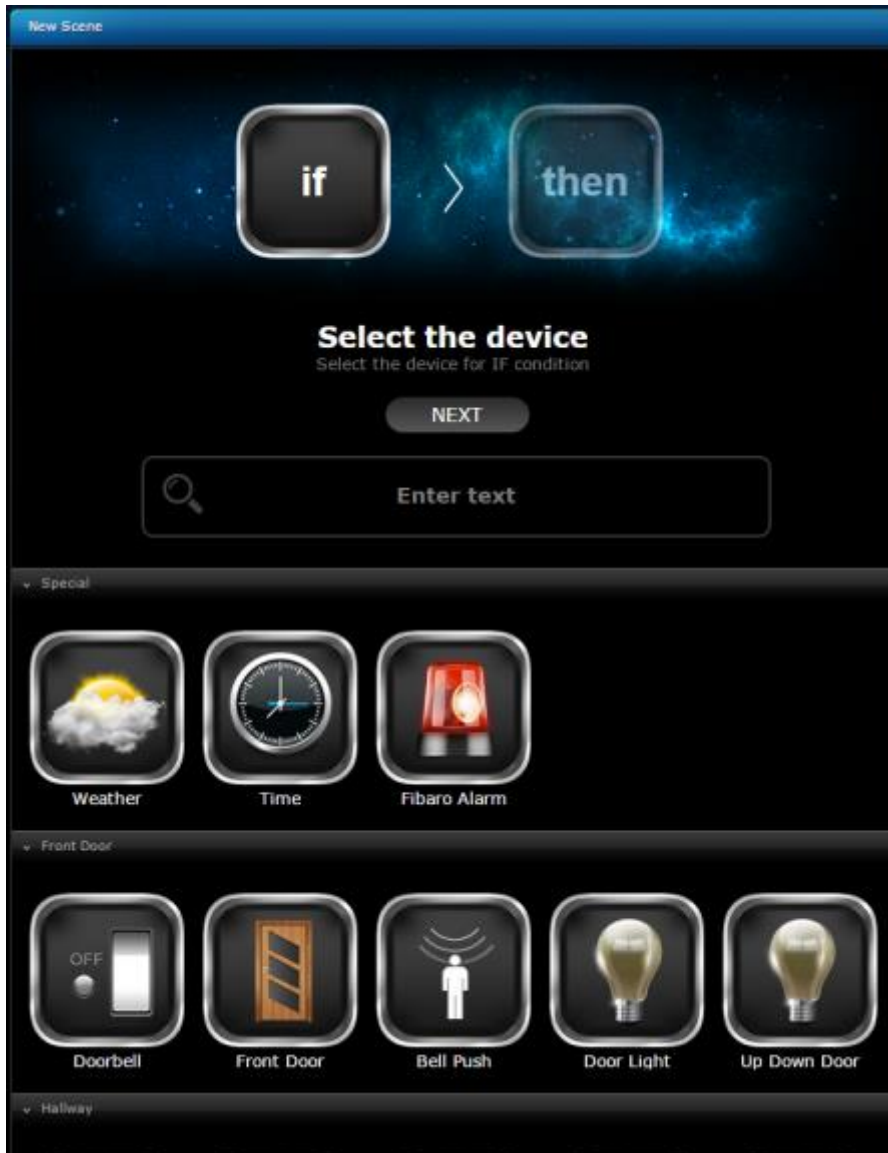 New Scene
if
then
Select the device
Select the device for IF condition
NEXT
Enter text
Special
Weather Time Fibaro Alarm
Front Door
OFF
Doorbell Front Door Bell Push Door Light Up Down Door
Hallway